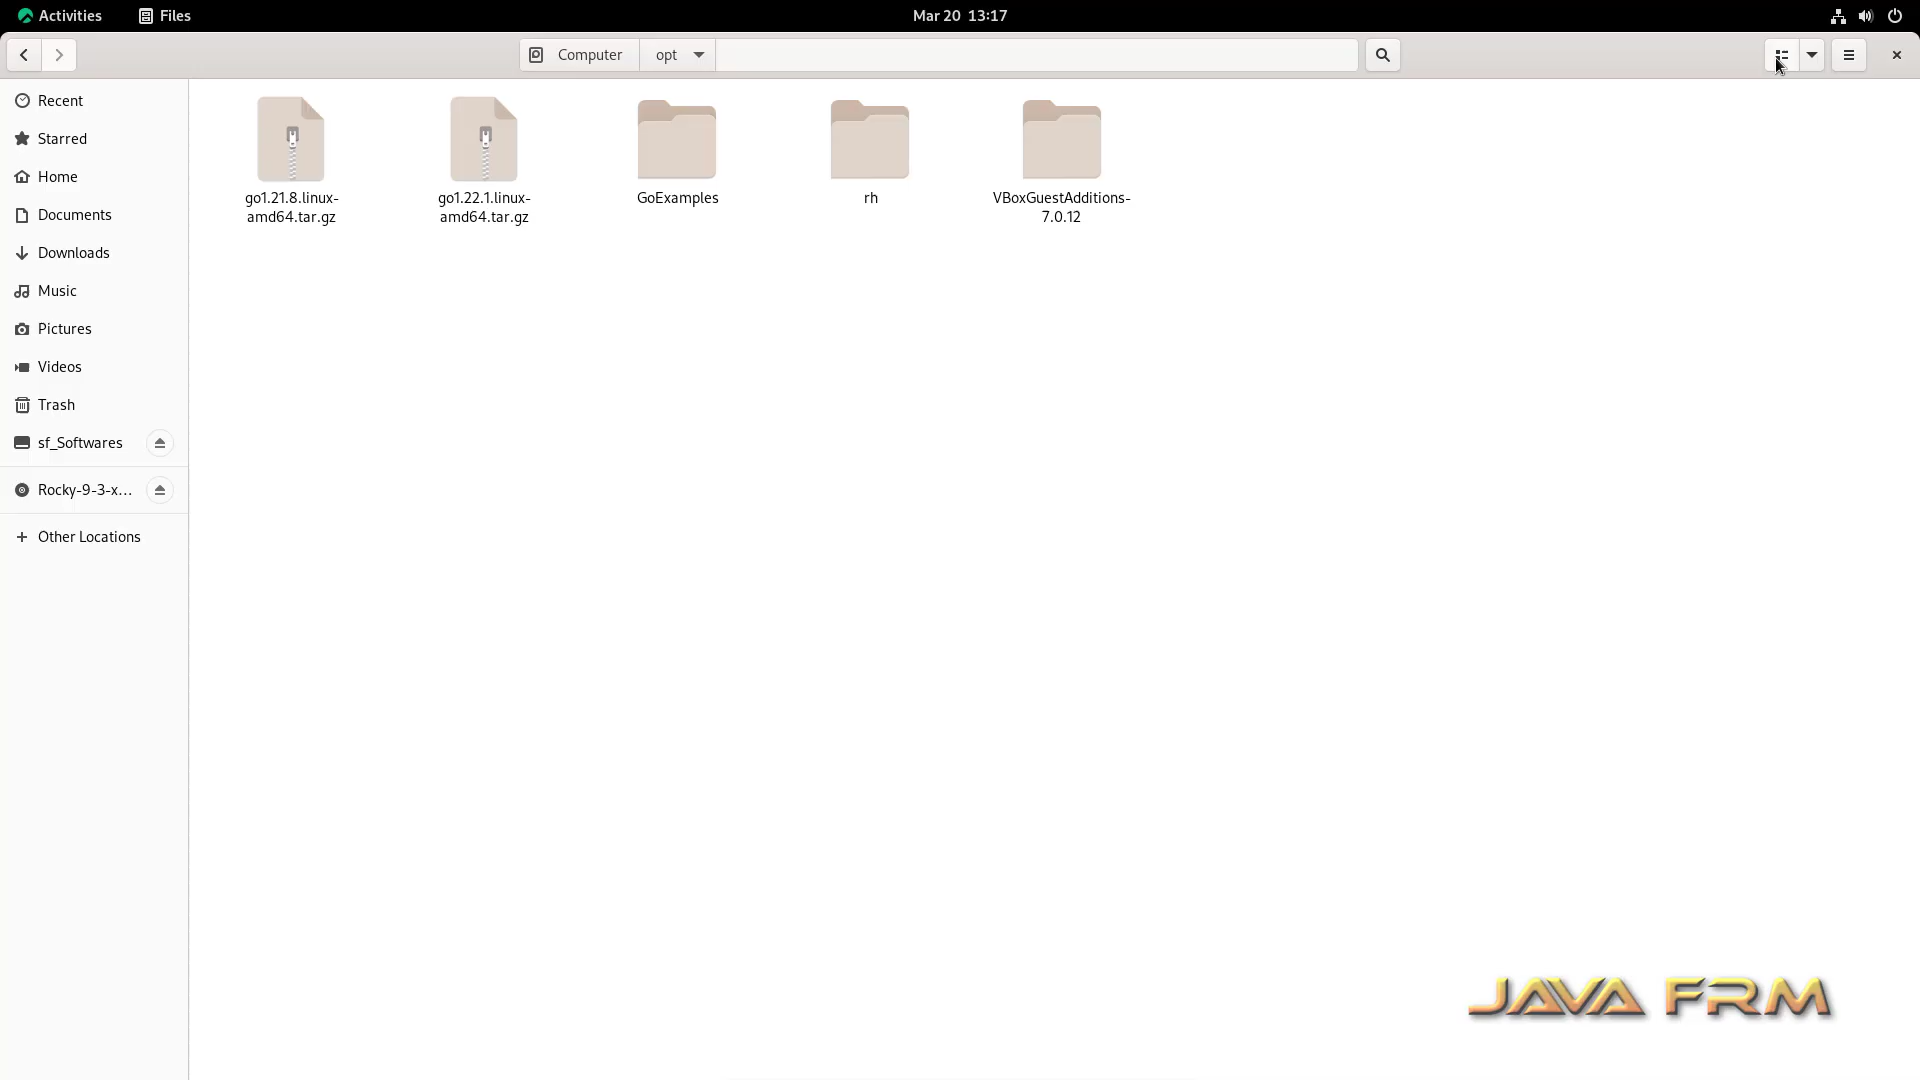 Activities
Files
Mar 20 13:17
Computer
opt
Recent
Starred
Home
Documents
Downloads
Music
Pictures
Videos
Trash
sf_Softwares
Rocky-9-3-x...
Other Locations
go1.21.8.linux-
amd64.tar.gz
go1.22.1.linux-
amd64.tar.gz
GoExamples
rh
VBoxGuestAdditions-
7.0.12
JAVA FRM